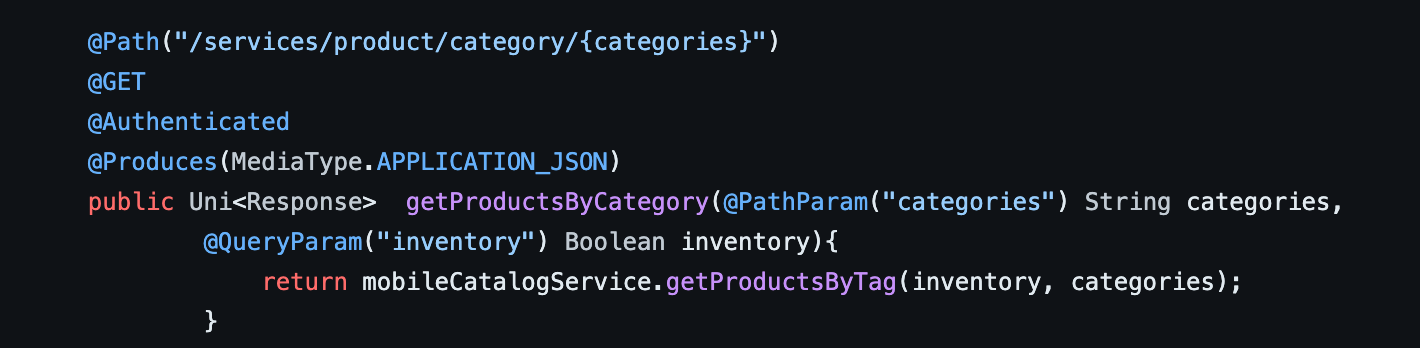 @Path("/services/product/category/{categories}")
@GET
@Authenticated
@Produces(MediaType.APPLICATION_JSON)
public Uni<Response>  getProductsByCategory(@PathParam("categories") String categories,
        @QueryParam("inventory") Boolean inventory){
            return mobileCatalogService.getProductsByTag(inventory, categories);
        }